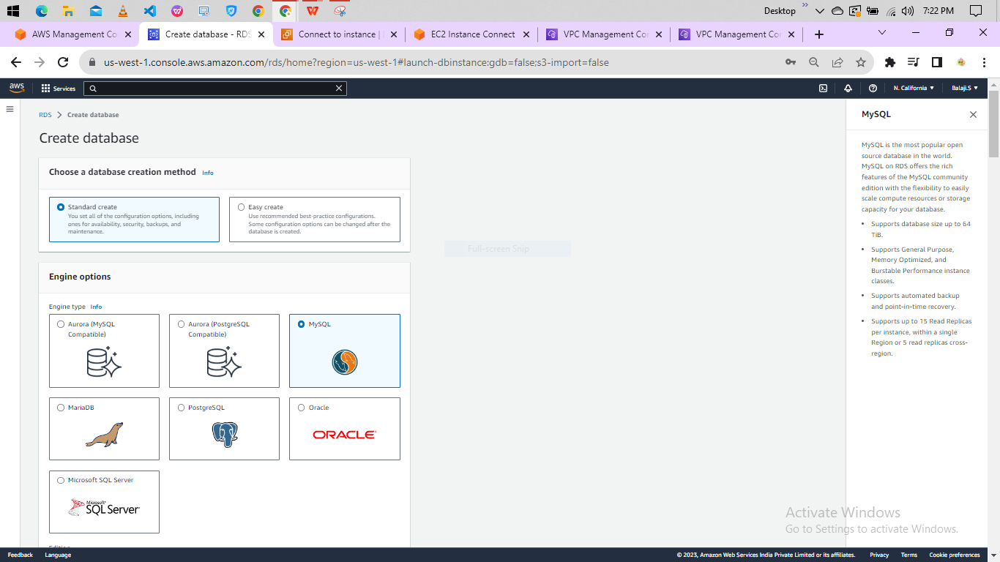 Desktop
7:22 PM
AWS Management Co
Create database - RDS
Connect to instance |
EC2 Instance Connect
VPC Management Con
VPC Management Con
us-west-1.console.aws.amazon.com/rds/home?region=us-west-1#launch-dbinstance:gdb=false;s3-import=false
aws
Services
N. California
Balaji.S
RDS > Create database
Create database
Choose a database creation method Info
Standard create
You set all of the configuration options, including
ones for availability, security, backups, and
maintenance.
Easy create
Use recommended best-practice configurations.
Some configuration options can be changed after the
database is created.
Full-screen Snip
Engine options
Engine type Info
Aurora (MySQL
Compatible)
Aurora (PostgreSQL
Compatible)
MySQL
MariaDB
PostgreSQL
Oracle
ORACLE
Microsoft SQL Server
Microsoft
SQL Server
MySQL
MySQL is the most popular open
source database in the world.
MySQL on RDS offers the rich
features of the MySQL community
edition with the flexibility to easily
scale compute resources or storage
capacity for your database.
• Supports database size up to 64
TiB.
• Supports General Purpose,
Memory Optimized, and
Burstable Performance instance
classes.
• Supports automated backup
and point-in-time recovery.
• Supports up to 15 Read Replicas
per instance, within a single
Region or 5 read replicas cross-
region.
Activate Windows
Go to Settings to activate Windows.
Feedback
Language
© 2023, Amazon Web Services India Private Limited or its affiliates.
Privacy
Terms
Cookie preferences